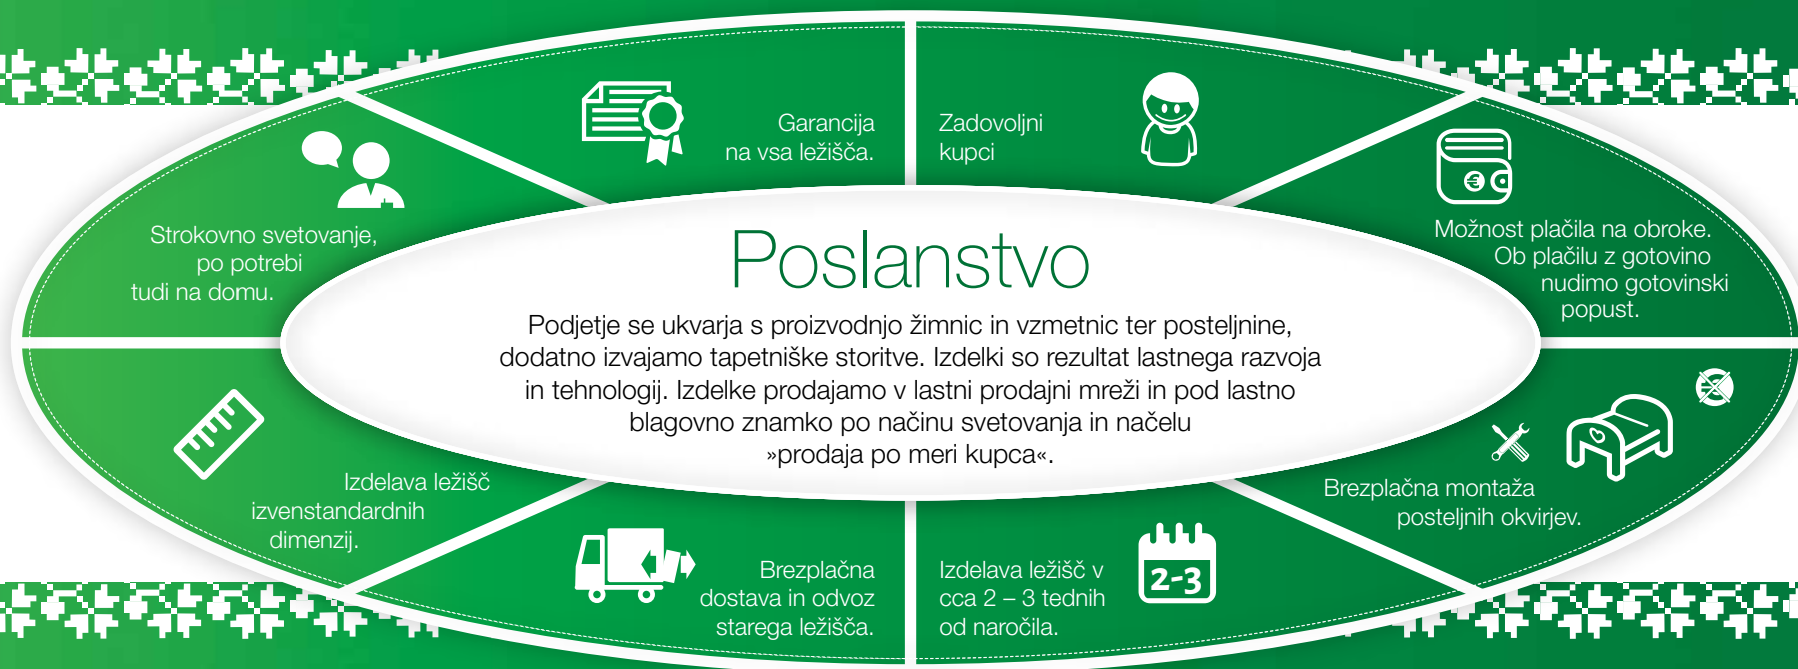 Garancija
na vsa ležišča.
Zadovoljni
kupci
Strokovno svetovanje,
po potrebi
tudi na domu.
Možnost plačila na obroke.
Ob plačilu z gotovino
nudimo gotovinski
popust.
Poslanstvo
Podjetje se ukvarja s proizvodnjo žimnic in vzmetnic ter posteljnine,
dodatno izvajamo tapetniške storitve. Izdelki so rezultat lastnega razvoja
in tehnologij. Izdelke prodajamo v lastni prodajni mreži in pod lastno
blagovno znamko po načinu svetovanja in načelu
»prodaja po meri kupca«.
Izdelava ležišč
izvenstandardnih
dimenzij.
Brezplačna montaža
posteljnih okvirjev.
Brezplačna
dostava in odvoz
starega ležišča.
Izdelava ležišč v
cca 2 – 3 tednih
od naročila.
2-3
€
€